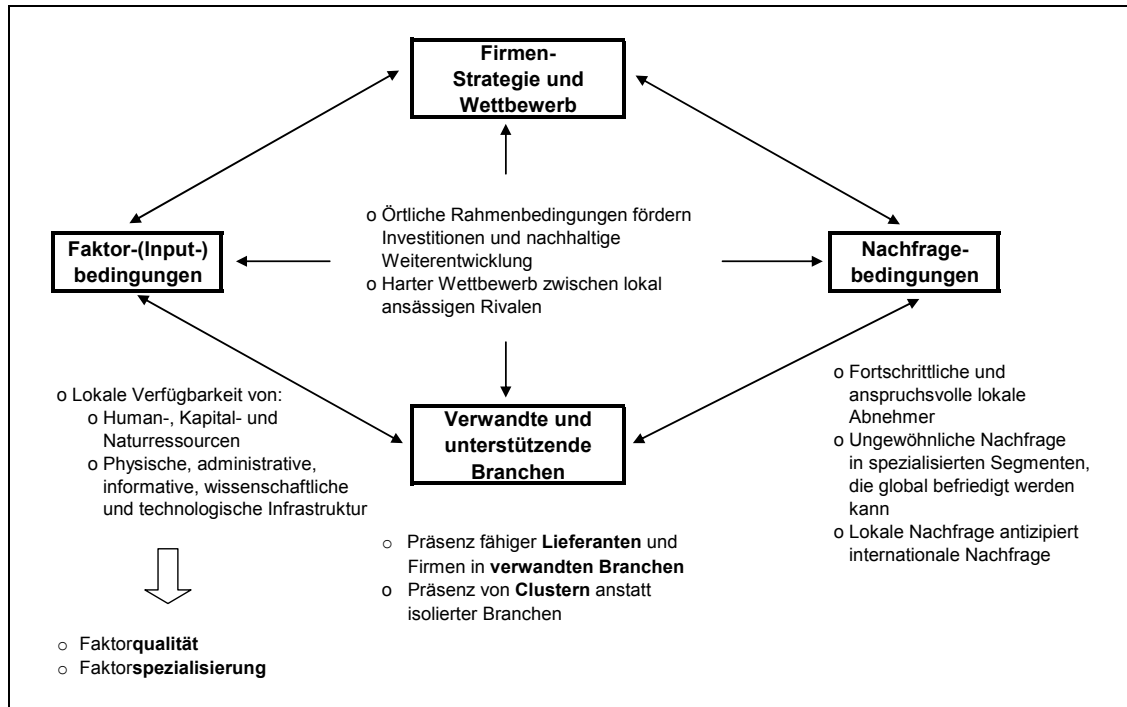 Firmen-
Strategie und
Wettbewerb
o Örtliche Rahmenbedingungen fördern
Investitionen und nachhaltige
Weiterentwicklung
o Harter Wettbewerb zwischen lokal
ansässigen Rivalen
Faktor-(Input-)
bedingungen
Nachfrage-
bedingungen
o Lokale Verfügbarkeit von:
o Human-, Kapital- und
Naturressourcen
o Physische, administrative,
informative, wissenschaftliche
und technologische Infrastruktur
o Faktorqualität
o Faktorspezialisierung
Verwandte und
unterstützende
Branchen
o Präsenz fähiger Lieferanten und
Firmen in verwandten Branchen
o Präsenz von Clustern anstatt
isolierter Branchen
o Fortschrittliche und
anspruchsvolle lokale
Abnehmer
o Ungewöhnliche Nachfrage
in spezialisierten Segmenten,
die global befriedigt werden
kann
o Lokale Nachfrage antizipiert
internationale Nachfrage